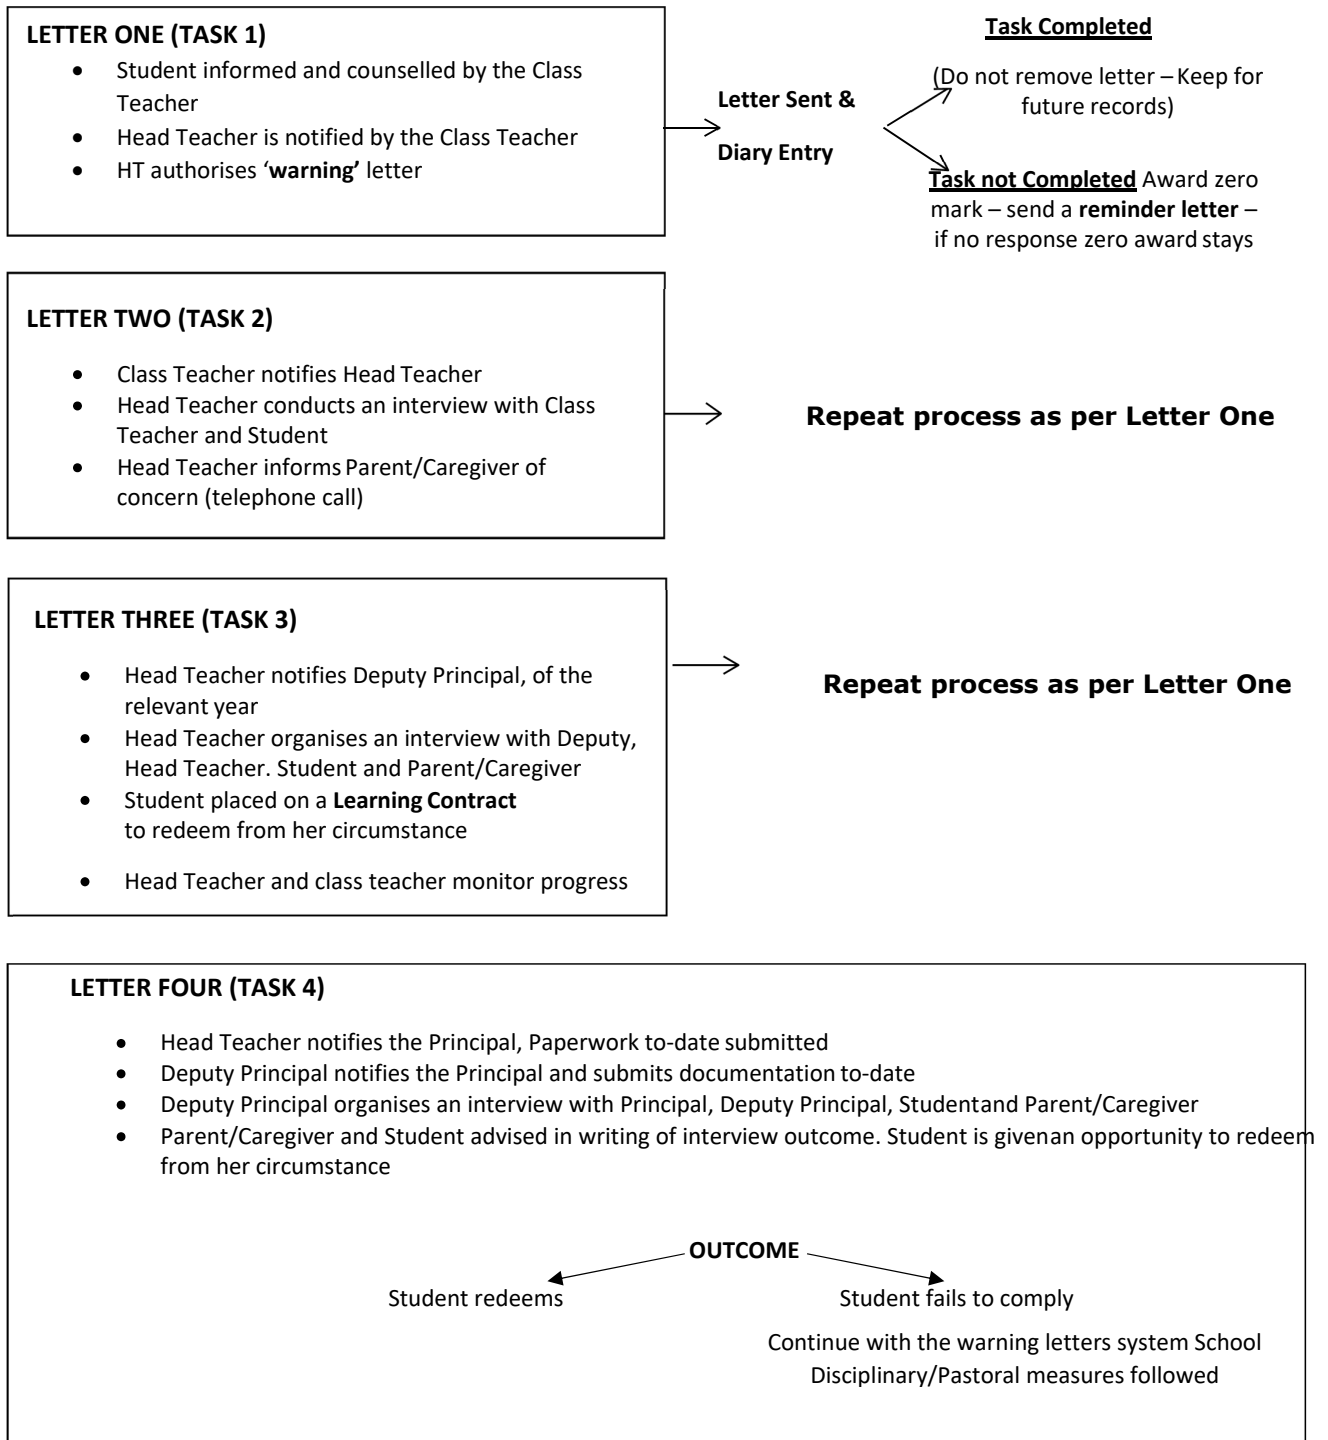 LETTER ONE (TASK 1)
• Student informed and counselled by the Class
Teacher
• Head Teacher is notified by the Class Teacher
• HT authorises ‘warning’ letter
Letter Sent &
Diary Entry
Task Completed
(Do not remove letter – Keep for
future records)
Task not Completed Award zero
mark – send a reminder letter –
if no response zero award stays
LETTER TWO (TASK 2)
• Class Teacher notifies Head Teacher
• Head Teacher conducts an interview with Class
Teacher and Student
• Head Teacher informs Parent/Caregiver of
concern (telephone call)
Repeat process as per Letter One
LETTER THREE (TASK 3)
• Head Teacher notifies Deputy Principal, of the
relevant year
• Head Teacher organises an interview with Deputy,
Head Teacher. Student and Parent/Caregiver
• Student placed on a Learning Contract
to redeem from her circumstance
• Head Teacher and class teacher monitor progress
Repeat process as per Letter One
LETTER FOUR (TASK 4)
• Head Teacher notifies the Principal, Paperwork to-date submitted
• Deputy Principal notifies the Principal and submits documentation to-date
• Deputy Principal organises an interview with Principal, Deputy Principal, Studentand Parent/Caregiver
• Parent/Caregiver and Student advised in writing of interview outcome. Student is givenan opportunity to redeem
from her circumstance
OUTCOME
Student redeems
Student fails to comply
Continue with the warning letters system School
Disciplinary/Pastoral measures followed